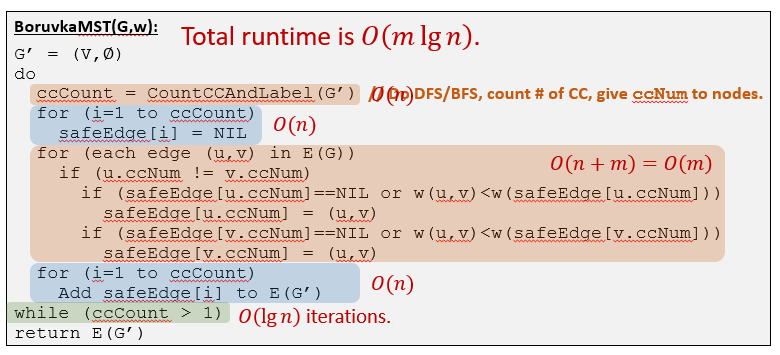 BoruvkaMST(G,w):
Total runtime is O(m lg n).
G’ = (V,∅)
do
ccCount = CountCCAndLabel(G’) // Do DFS/BFS, count # of CC, give ccNum to nodes.
O(n)
for (i=1 to ccCount)
safeEdge[i] = NIL
O(n)
for (each edge (u,v) in E(G))
O(n + m) = O(m)
if (u.ccNum != v.ccNum)
if (safeEdge[u.ccNum]==NIL or w(u,v)<w(safeEdge[u.ccNum]))
safeEdge[u.ccNum] = (u,v)
if (safeEdge[v.ccNum]==NIL or w(u,v)<w(safeEdge[v.ccNum]))
safeEdge[v.ccNum] = (u,v)
for (i=1 to ccCount)
Add safeEdge[i] to E(G’)
O(n)
while (ccCount > 1) O(lg n) iterations.
return E(G’)